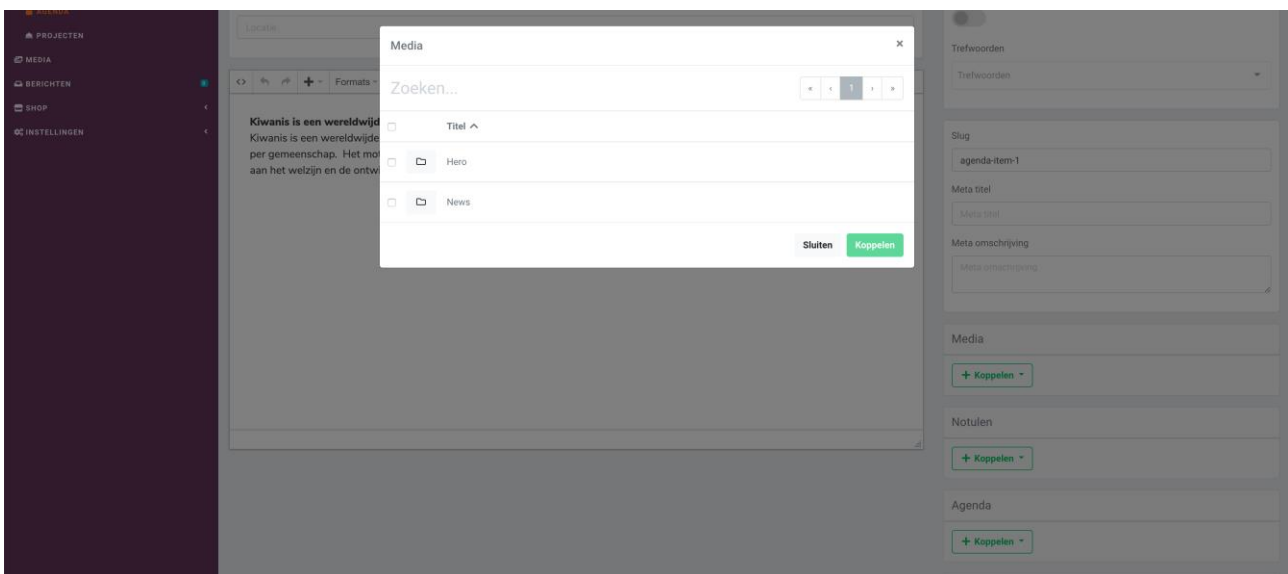 AGENDA
PROJECTEN
MEDIA
BERICHTEN
SHOP
INSTELLINGEN
Locatie
Formats
Kiwanis is een wereldwijd
Kiwanis is een wereldwijde
per gemeenschap. Het mo
aan het welzijn en de ontwi
Media
×
Zoeken...
« ‹ 1 › »
Titel
Hero
News
Sluiten
Koppelen
Trefwoorden
Trefwoorden
Slug
agenda-item-1
Meta titel
Meta titel
Meta omschrijving
Meta omschrijving
Media
+ Koppelen
Notulen
+ Koppelen
Agenda
+ Koppelen